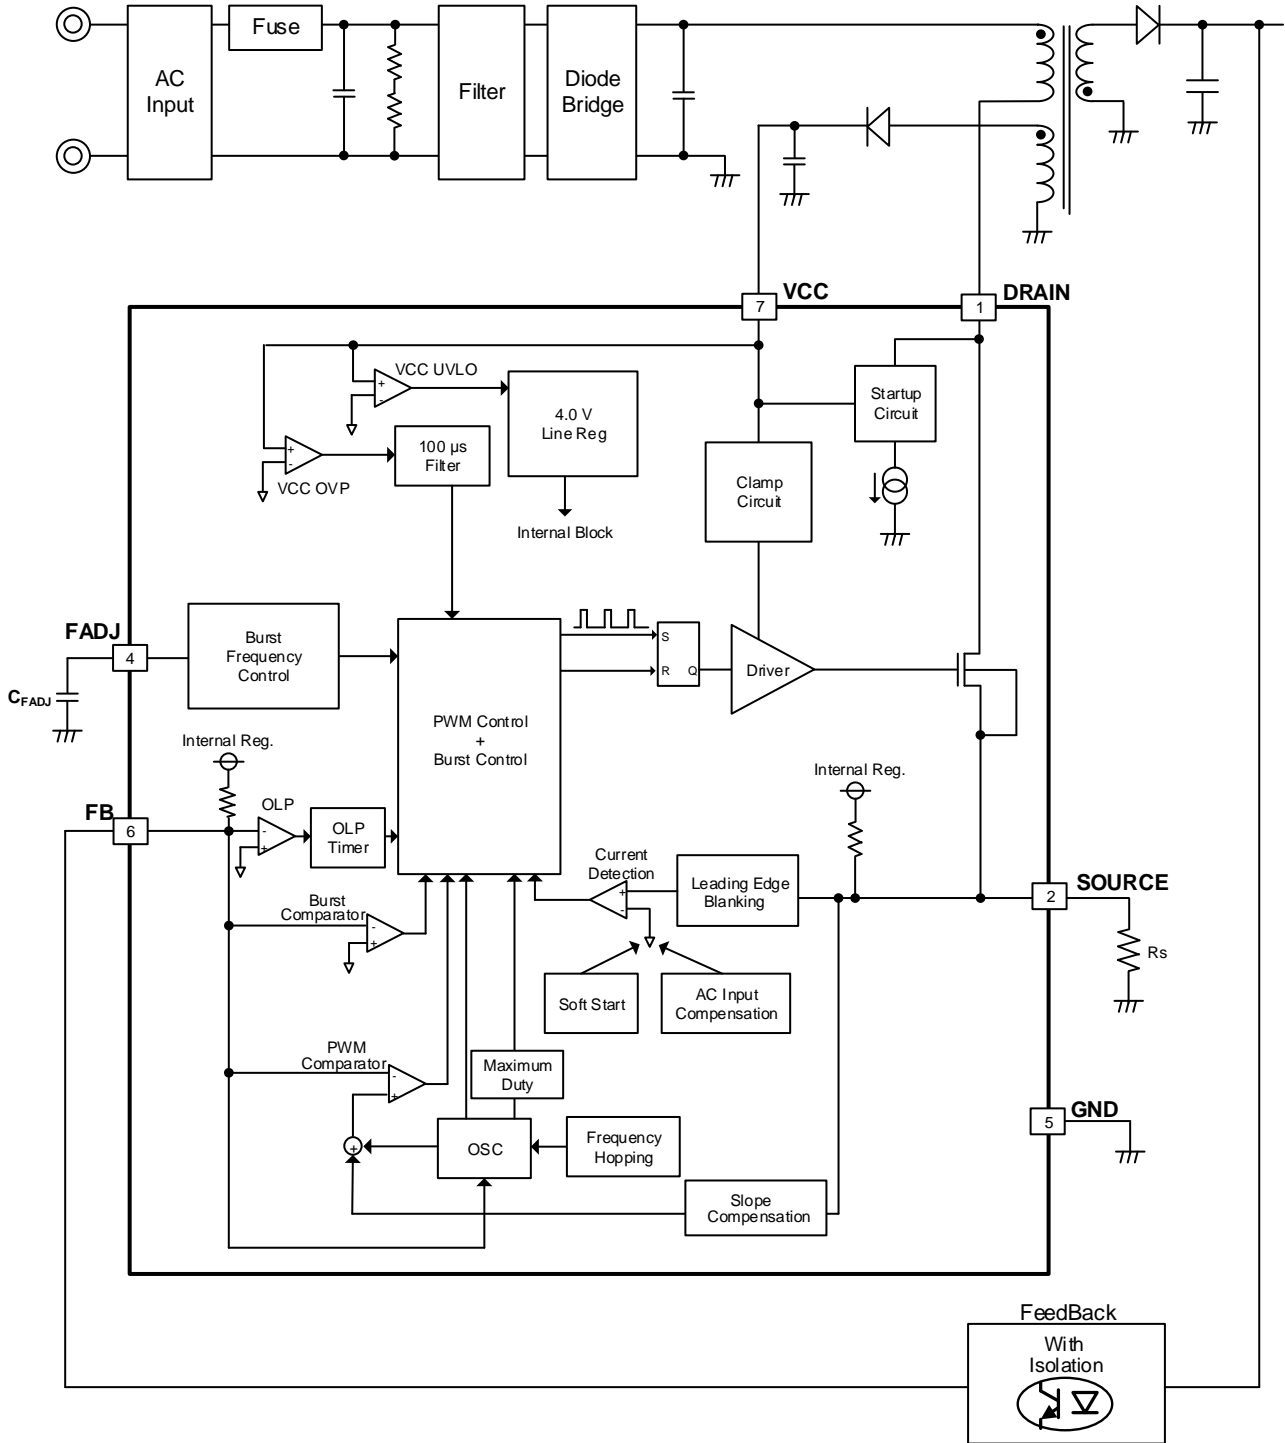 Fuse
AC
Input
Filter
Diode
Bridge
VCC
DRAIN
7
1
VCC UVLO
+
-
4.0 V
Line Reg
Startup
Circuit
+
-
100 µs
Filter
VCC OVP
Clamp
Circuit
Internal Block
FADJ
4
Burst
Frequency
Control
CFADJ
S
R
Q
Driver
PWM Control
+
Burst Control
Internal Reg.
Internal Reg.
FB
6
OLP
-
+
OLP
Timer
Current
Detection
+
-
Leading Edge
Blanking
SOURCE
2
Rs
Burst
Comparator
-
+
Soft Start
AC Input
Compensation
PWM
Comparator
-
+
Maximum
Duty
GND
5
+
OSC
Frequency
Hopping
Slope
Compensation
FeedBack
With
Isolation